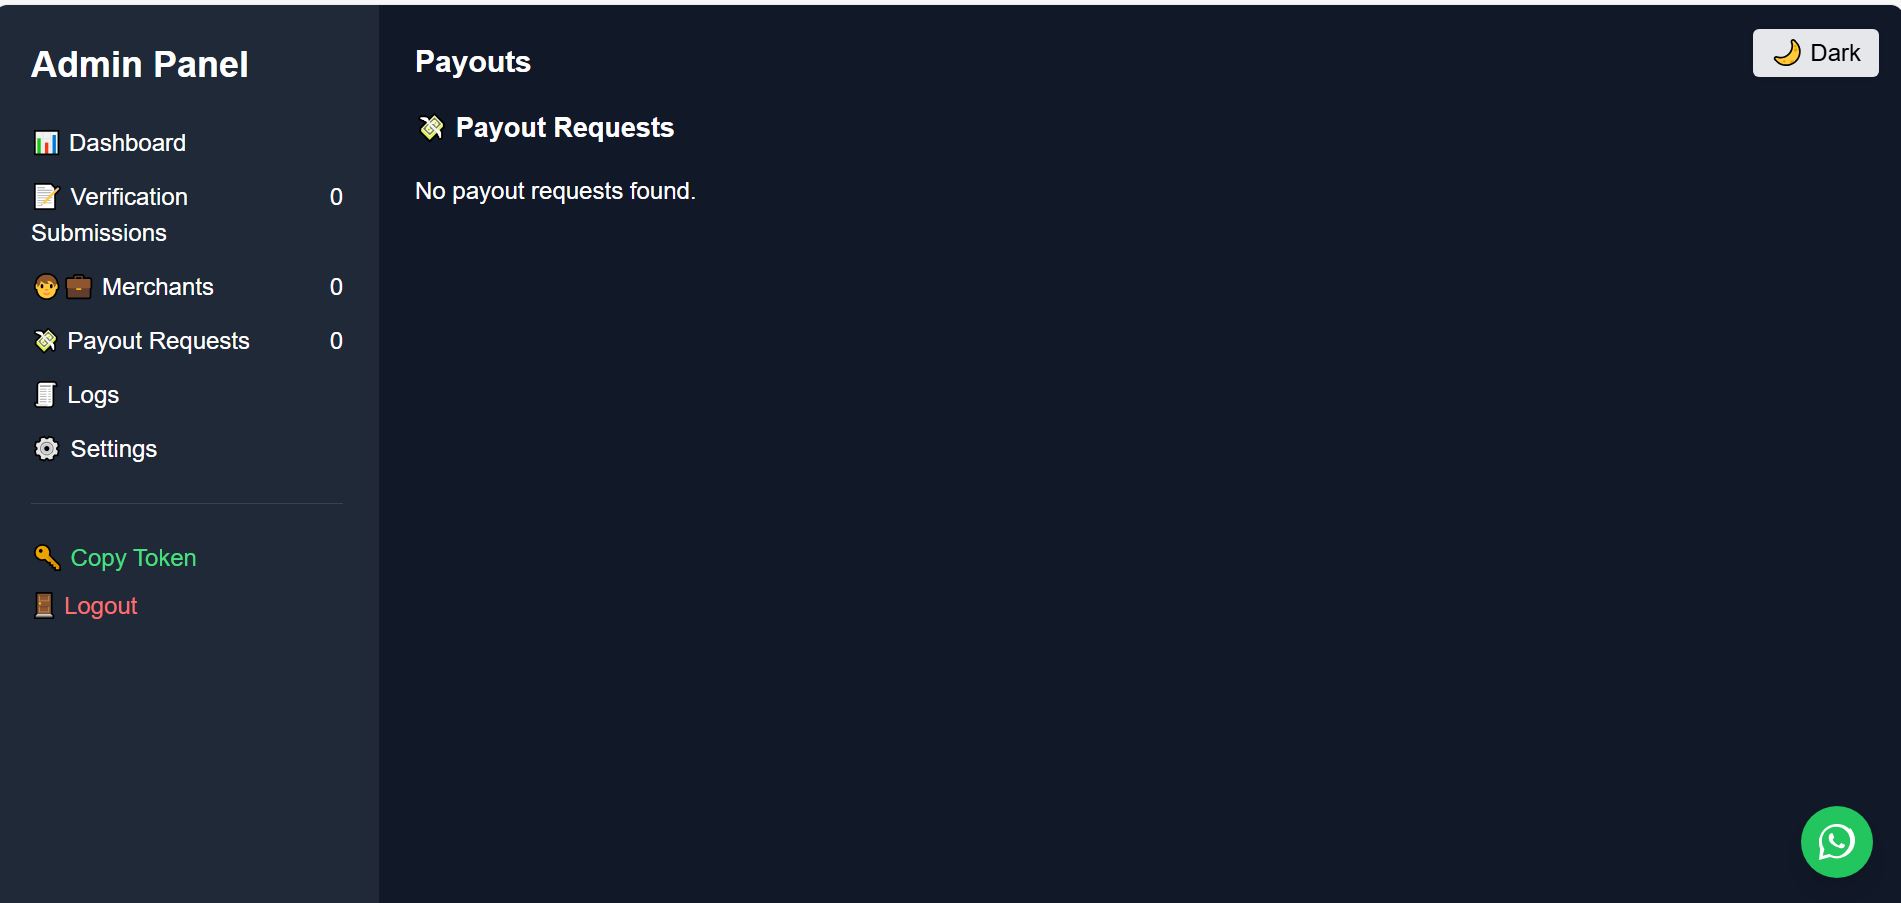 Admin Panel
Dashboard
Verification Submissions 0
Merchants 0
Payout Requests 0
Logs
Settings
Copy Token
Logout
Payouts
Payout Requests
No payout requests found.
Dark